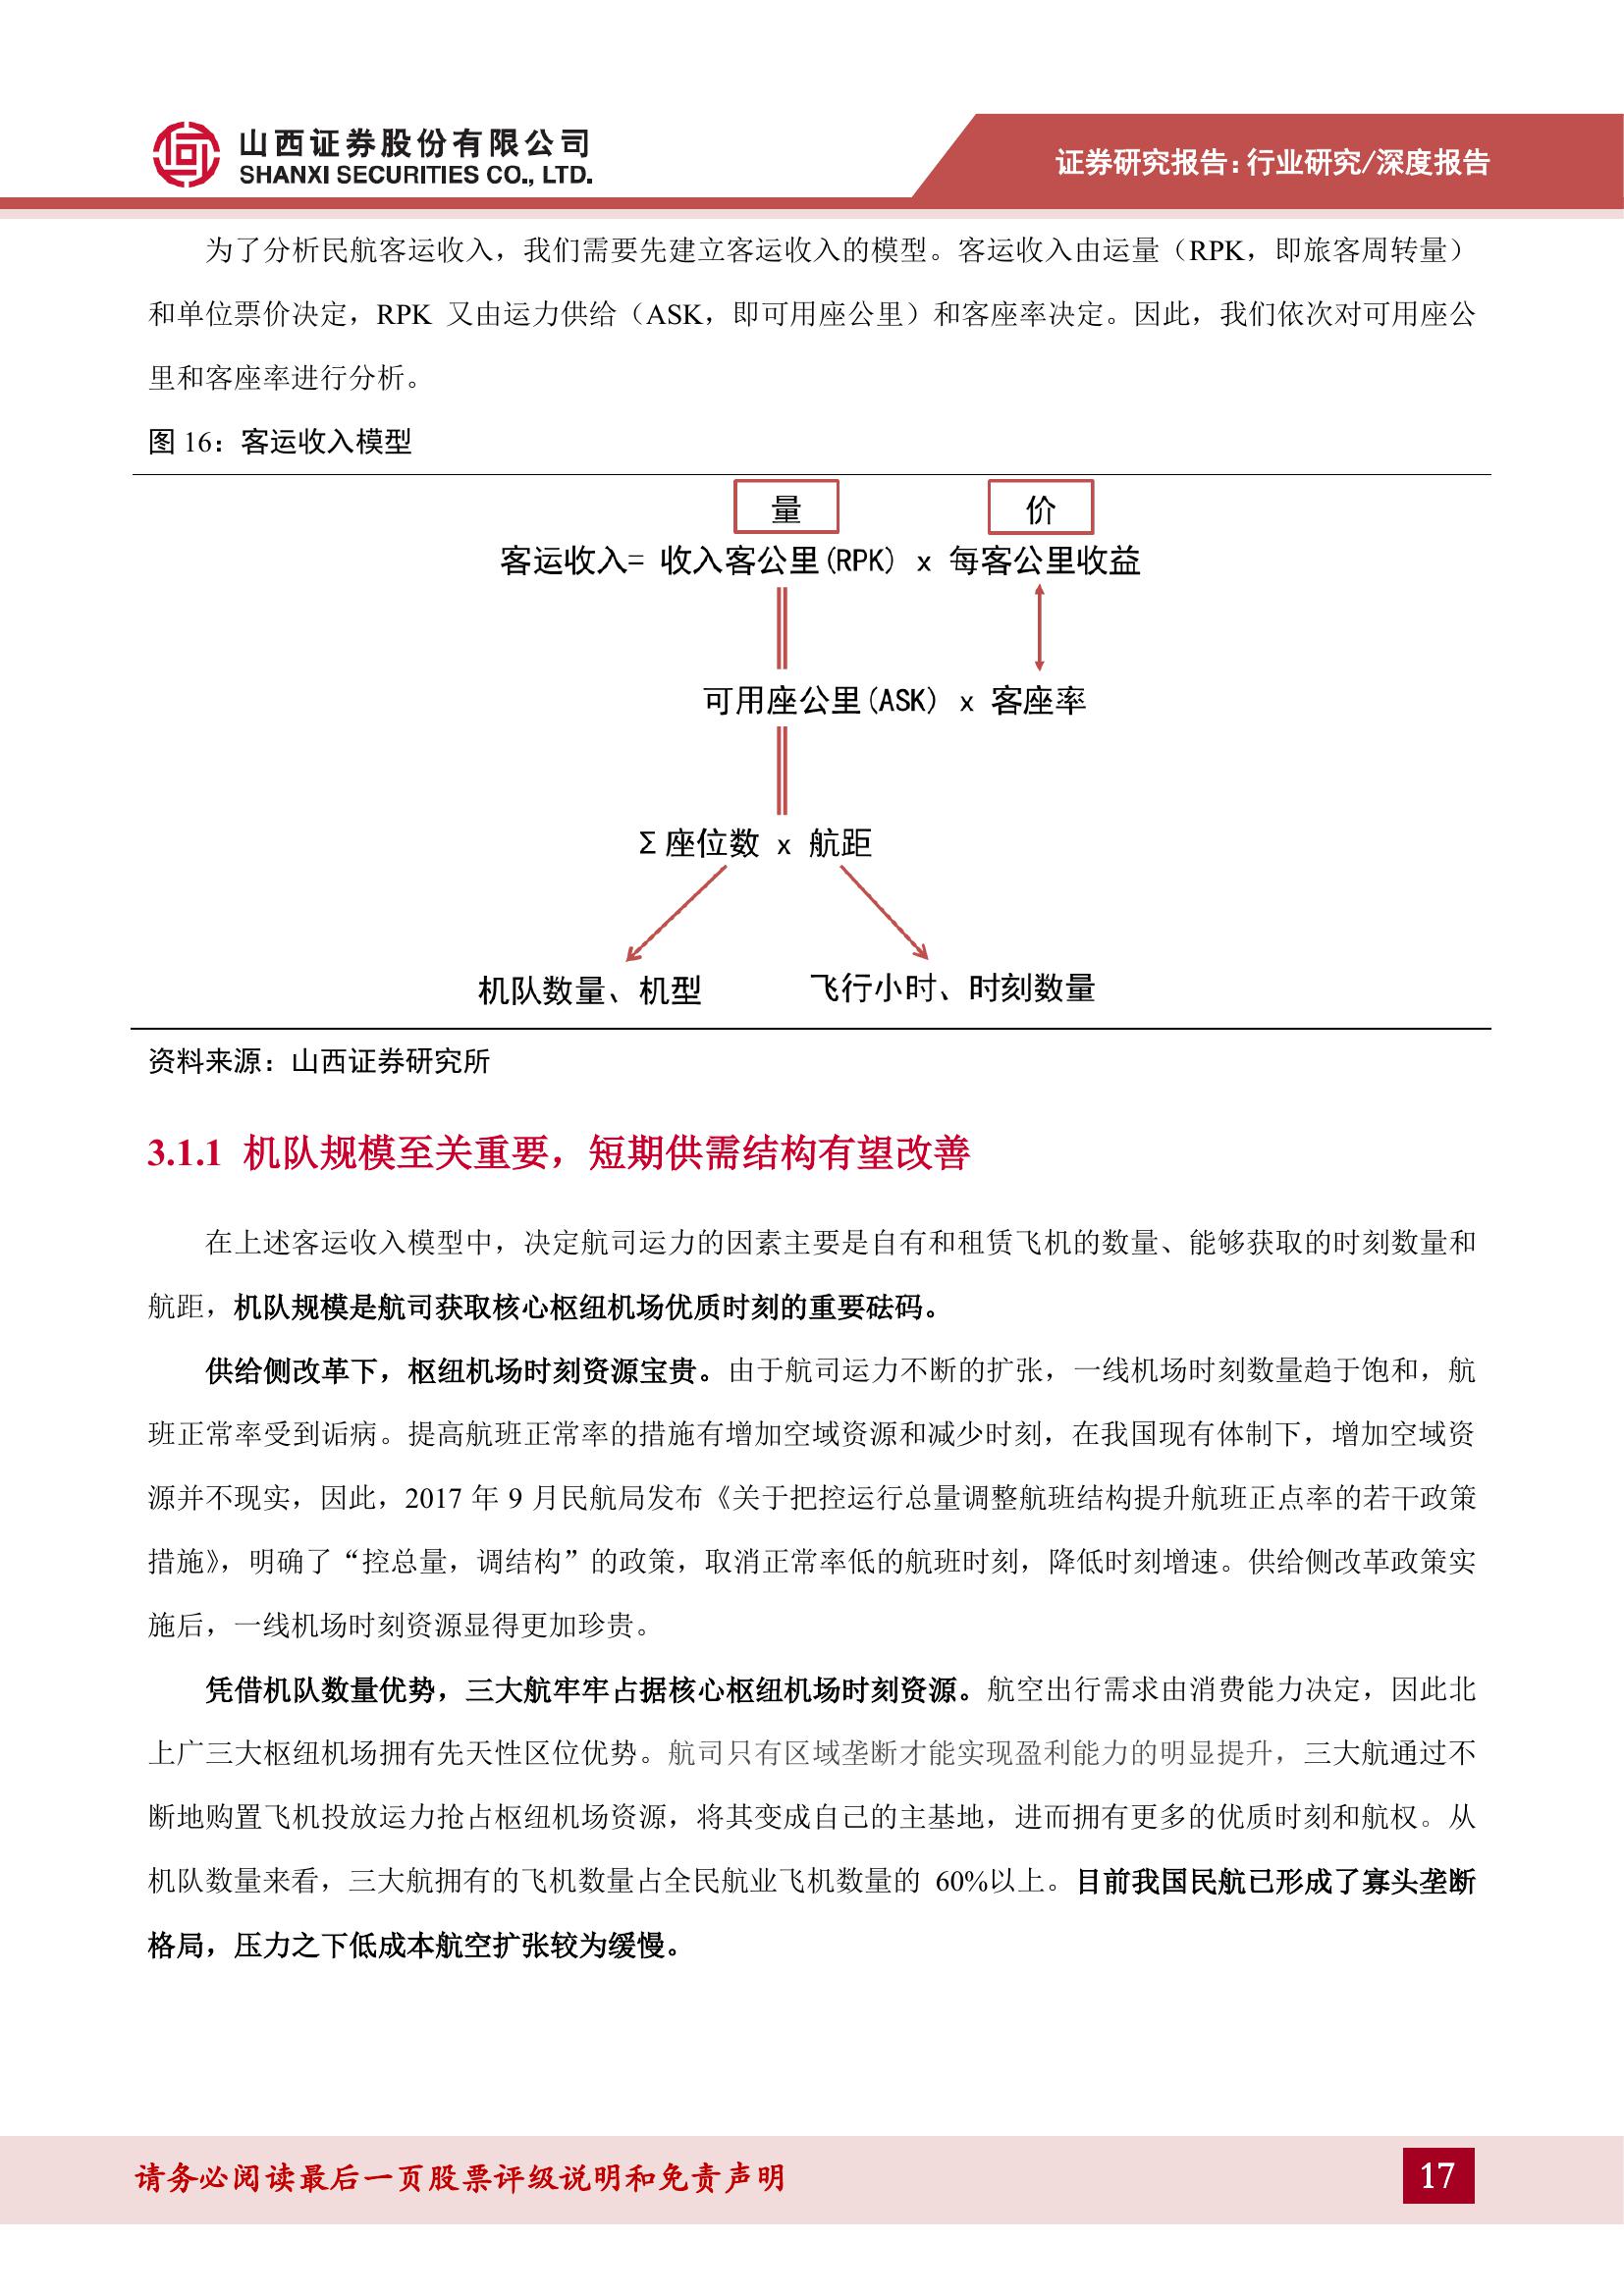 山西证券股份有限公司
SHANXI SECURITIES CO., LTD.
证券研究报告：行业研究/深度报告
为了分析民航客运收入，我们需要先建立客运收入的模型。客运收入由运量（RPK，即旅客周转量）
和单位票价决定，RPK 又由运力供给（ASK，即可用座公里）和客座率决定。因此，我们依次对可用座公
里和客座率进行分析。
图 16：客运收入模型
量 价
客运收入= 收入客公里(RPK) x 每客公里收益
可用座公里(ASK) x 客座率
Σ座位数 x 航距
机队数量、机型 飞行小时、时刻数量
资料来源：山西证券研究所
3.1.1 机队规模至关重要，短期供需结构有望改善
在上述客运收入模型中，决定航司运力的因素主要是自有和租赁飞机的数量、能够获取的时刻数量和
航距，机队规模是航司获取核心枢纽机场优质时刻的重要砝码。
供给侧改革下，枢纽机场时刻资源宝贵。由于航司运力不断的扩张，一线机场时刻数量趋于饱和，航
班正常率受到诟病。提高航班正常率的措施有增加空域资源和减少时刻，在我国现有体制下，增加空域资
源并不现实，因此，2017 年 9 月民航局发布《关于把控运行总量调整航班结构提升航班正点率的若干政策
措施》，明确了“控总量，调结构”的政策，取消正常率低的航班时刻，降低时刻增速。供给侧改革政策实
施后，一线机场时刻资源显得更加珍贵。
凭借机队数量优势，三大航牢牢占据核心枢纽机场时刻资源。航空出行需求由消费能力决定，因此北
上广三大枢纽机场拥有先天性区位优势。航司只有区域垄断才能实现盈利能力的明显提升，三大航通过不
断地购置飞机投放运力抢占枢纽机场资源，将其变成自己的主基地，进而拥有更多的优质时刻和航权。从
机队数量来看，三大航拥有的飞机数量占全民航业飞机数量的 60%以上。目前我国民航已形成了寡头垄断
格局，压力之下低成本航空扩张较为缓慢。
请务必阅读最后一页股票评级说明和免责声明
17